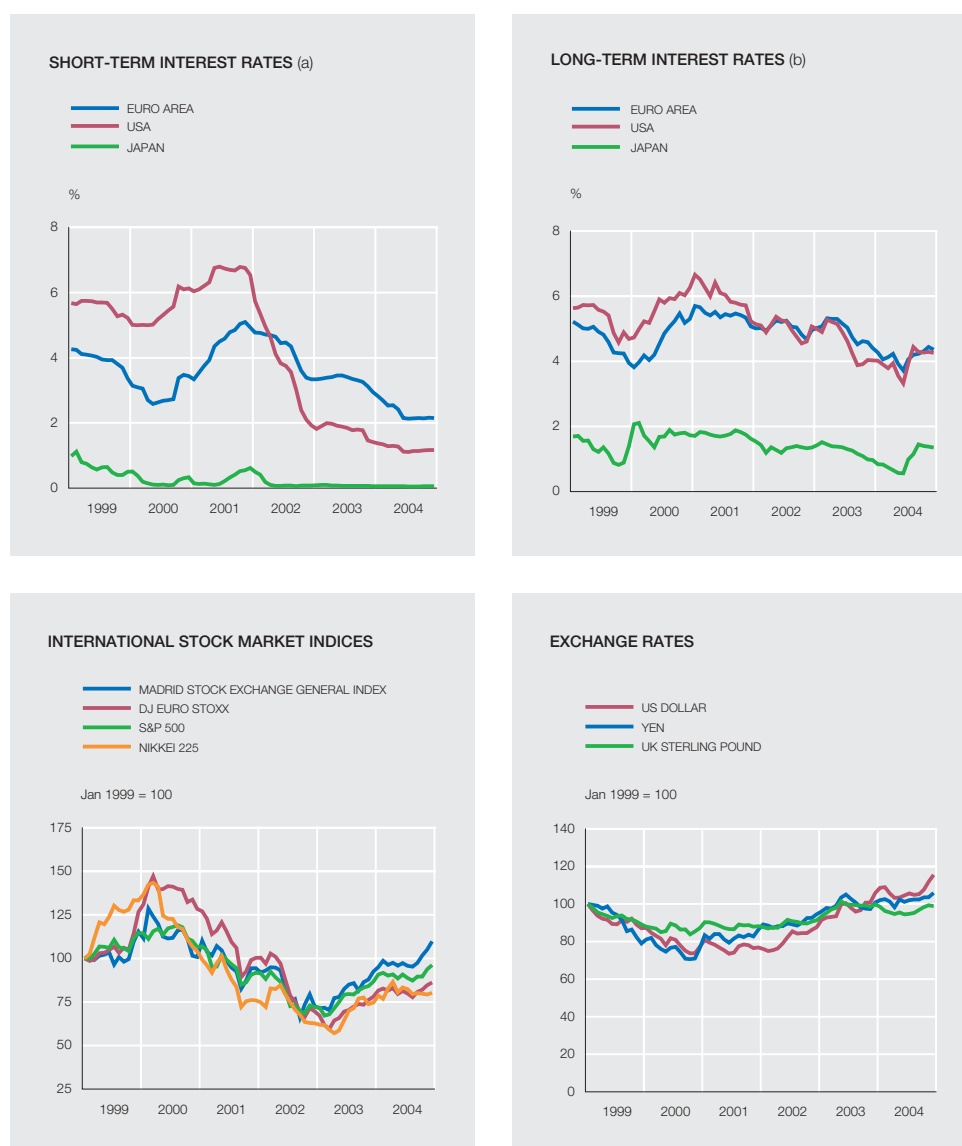 SHORT-TERM INTEREST RATES (a)
EURO AREA
USA
JAPAN
%
8
6
4
2
0
1999 2000 2001 2002 2003 2004
LONG-TERM INTEREST RATES (b)
EURO AREA
USA
JAPAN
%
8
6
4
2
0
1999 2000 2001 2002 2003 2004
INTERNATIONAL STOCK MARKET INDICES
MADRID STOCK EXCHANGE GENERAL INDEX
DJ EURO STOXX
S&P 500
NIKKEI 225
Jan 1999 = 100
175
150
125
100
75
50
25
1999 2000 2001 2002 2003 2004
EXCHANGE RATES
US DOLLAR
YEN
UK STERLING POUND
Jan 1999 = 100
140
120
100
80
60
40
20
0
1999 2000 2001 2002 2003 2004